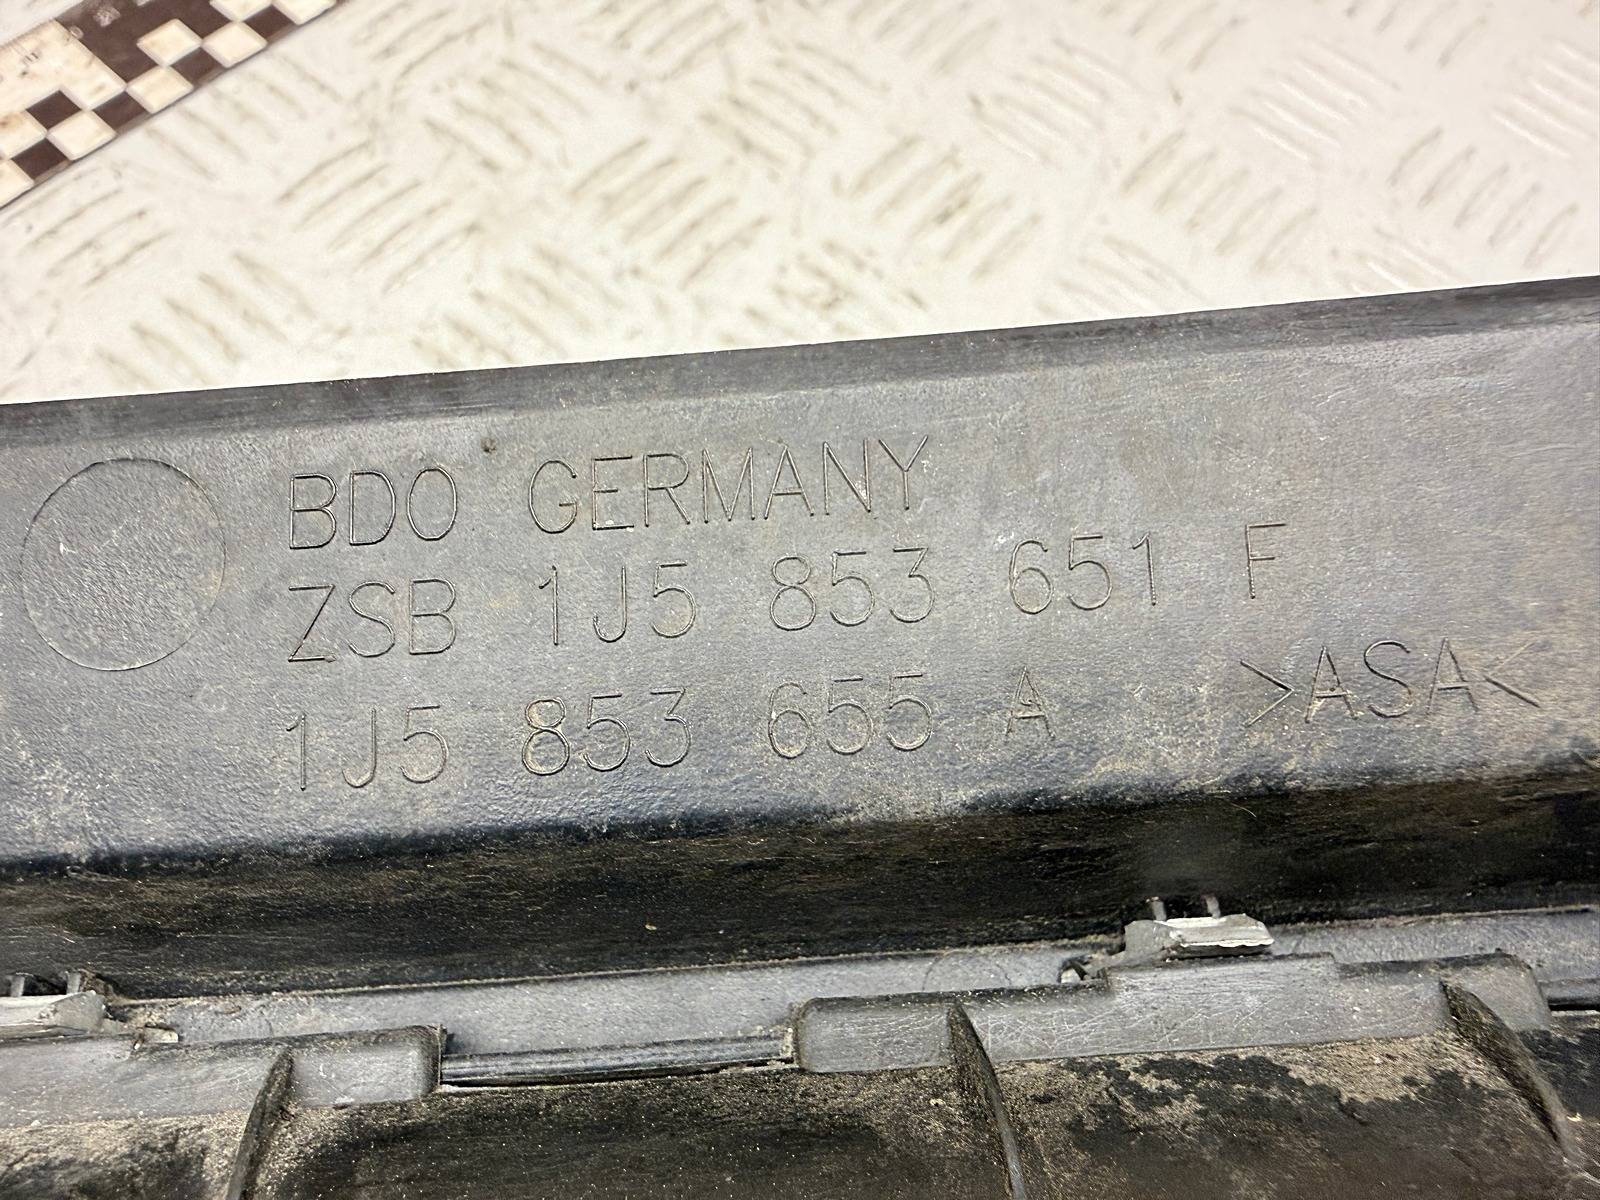 BDO GERMANY
ZSB 1J5 853 651 F
1J5 853 655 A >ASA<